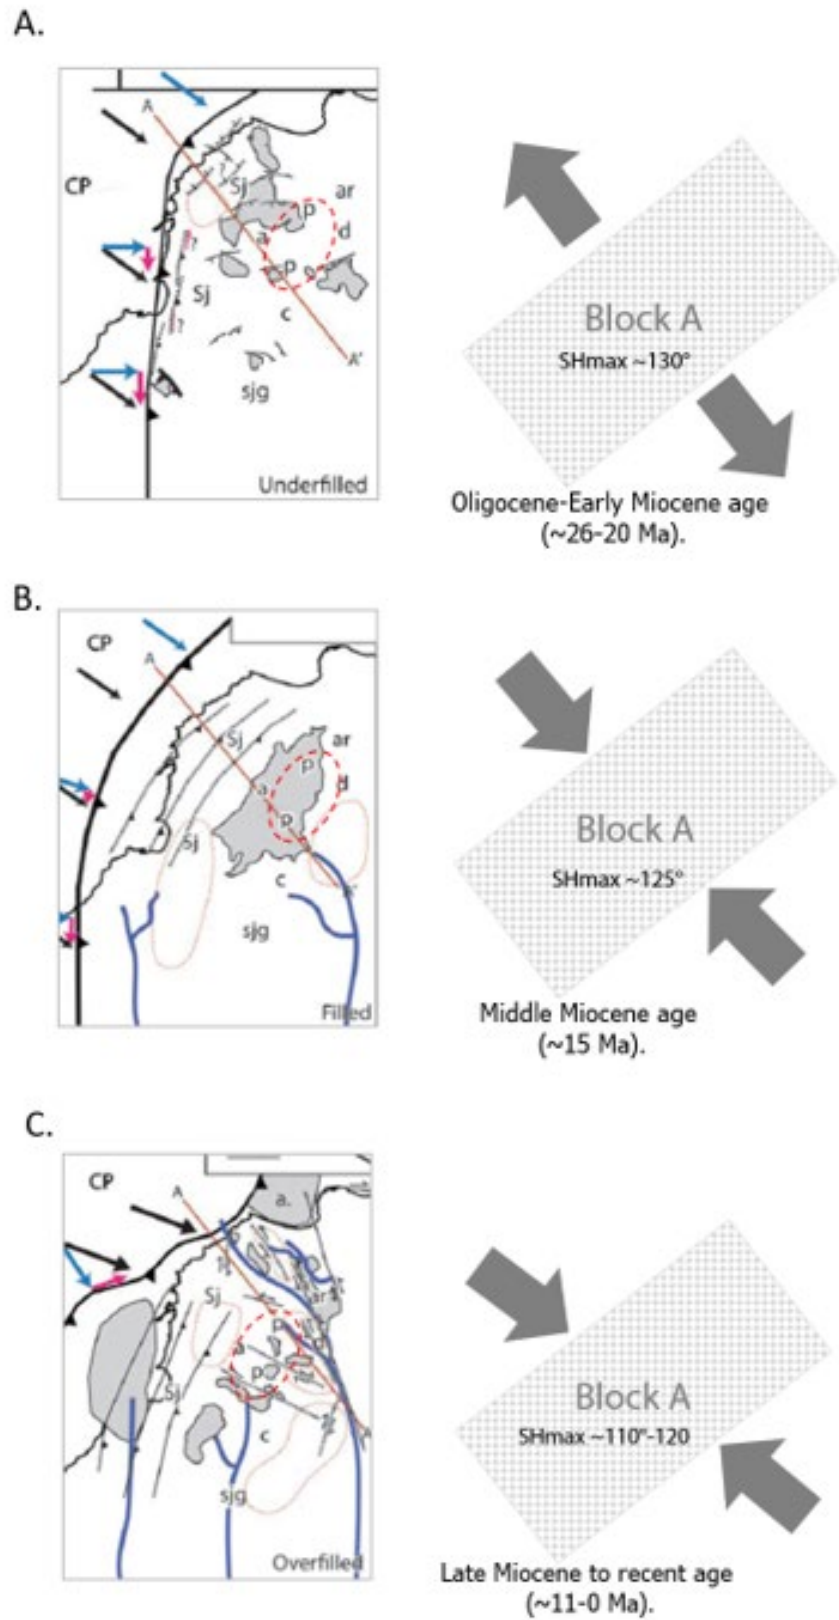 A.
A
CP
Sj
ar
p
d
a
?
p
Sj
c
?
A'
sjg
Underfilled
Block A
SHmax ~130°
Oligocene-Early Miocene age
(~26-20 Ma).
B.
CP
A
Sj
ar
p
d
a
p
Sj
c
A'
sjg
Filled
Block A
SHmax ~125°
Middle Miocene age
(~15 Ma).
C.
CP
A
a.
Sj
ar
p
a
p
Sj
c
A
sjg
Overfilled
Block A
SHmax ~110°-120
Late Miocene to recent age
(~11-0 Ma).